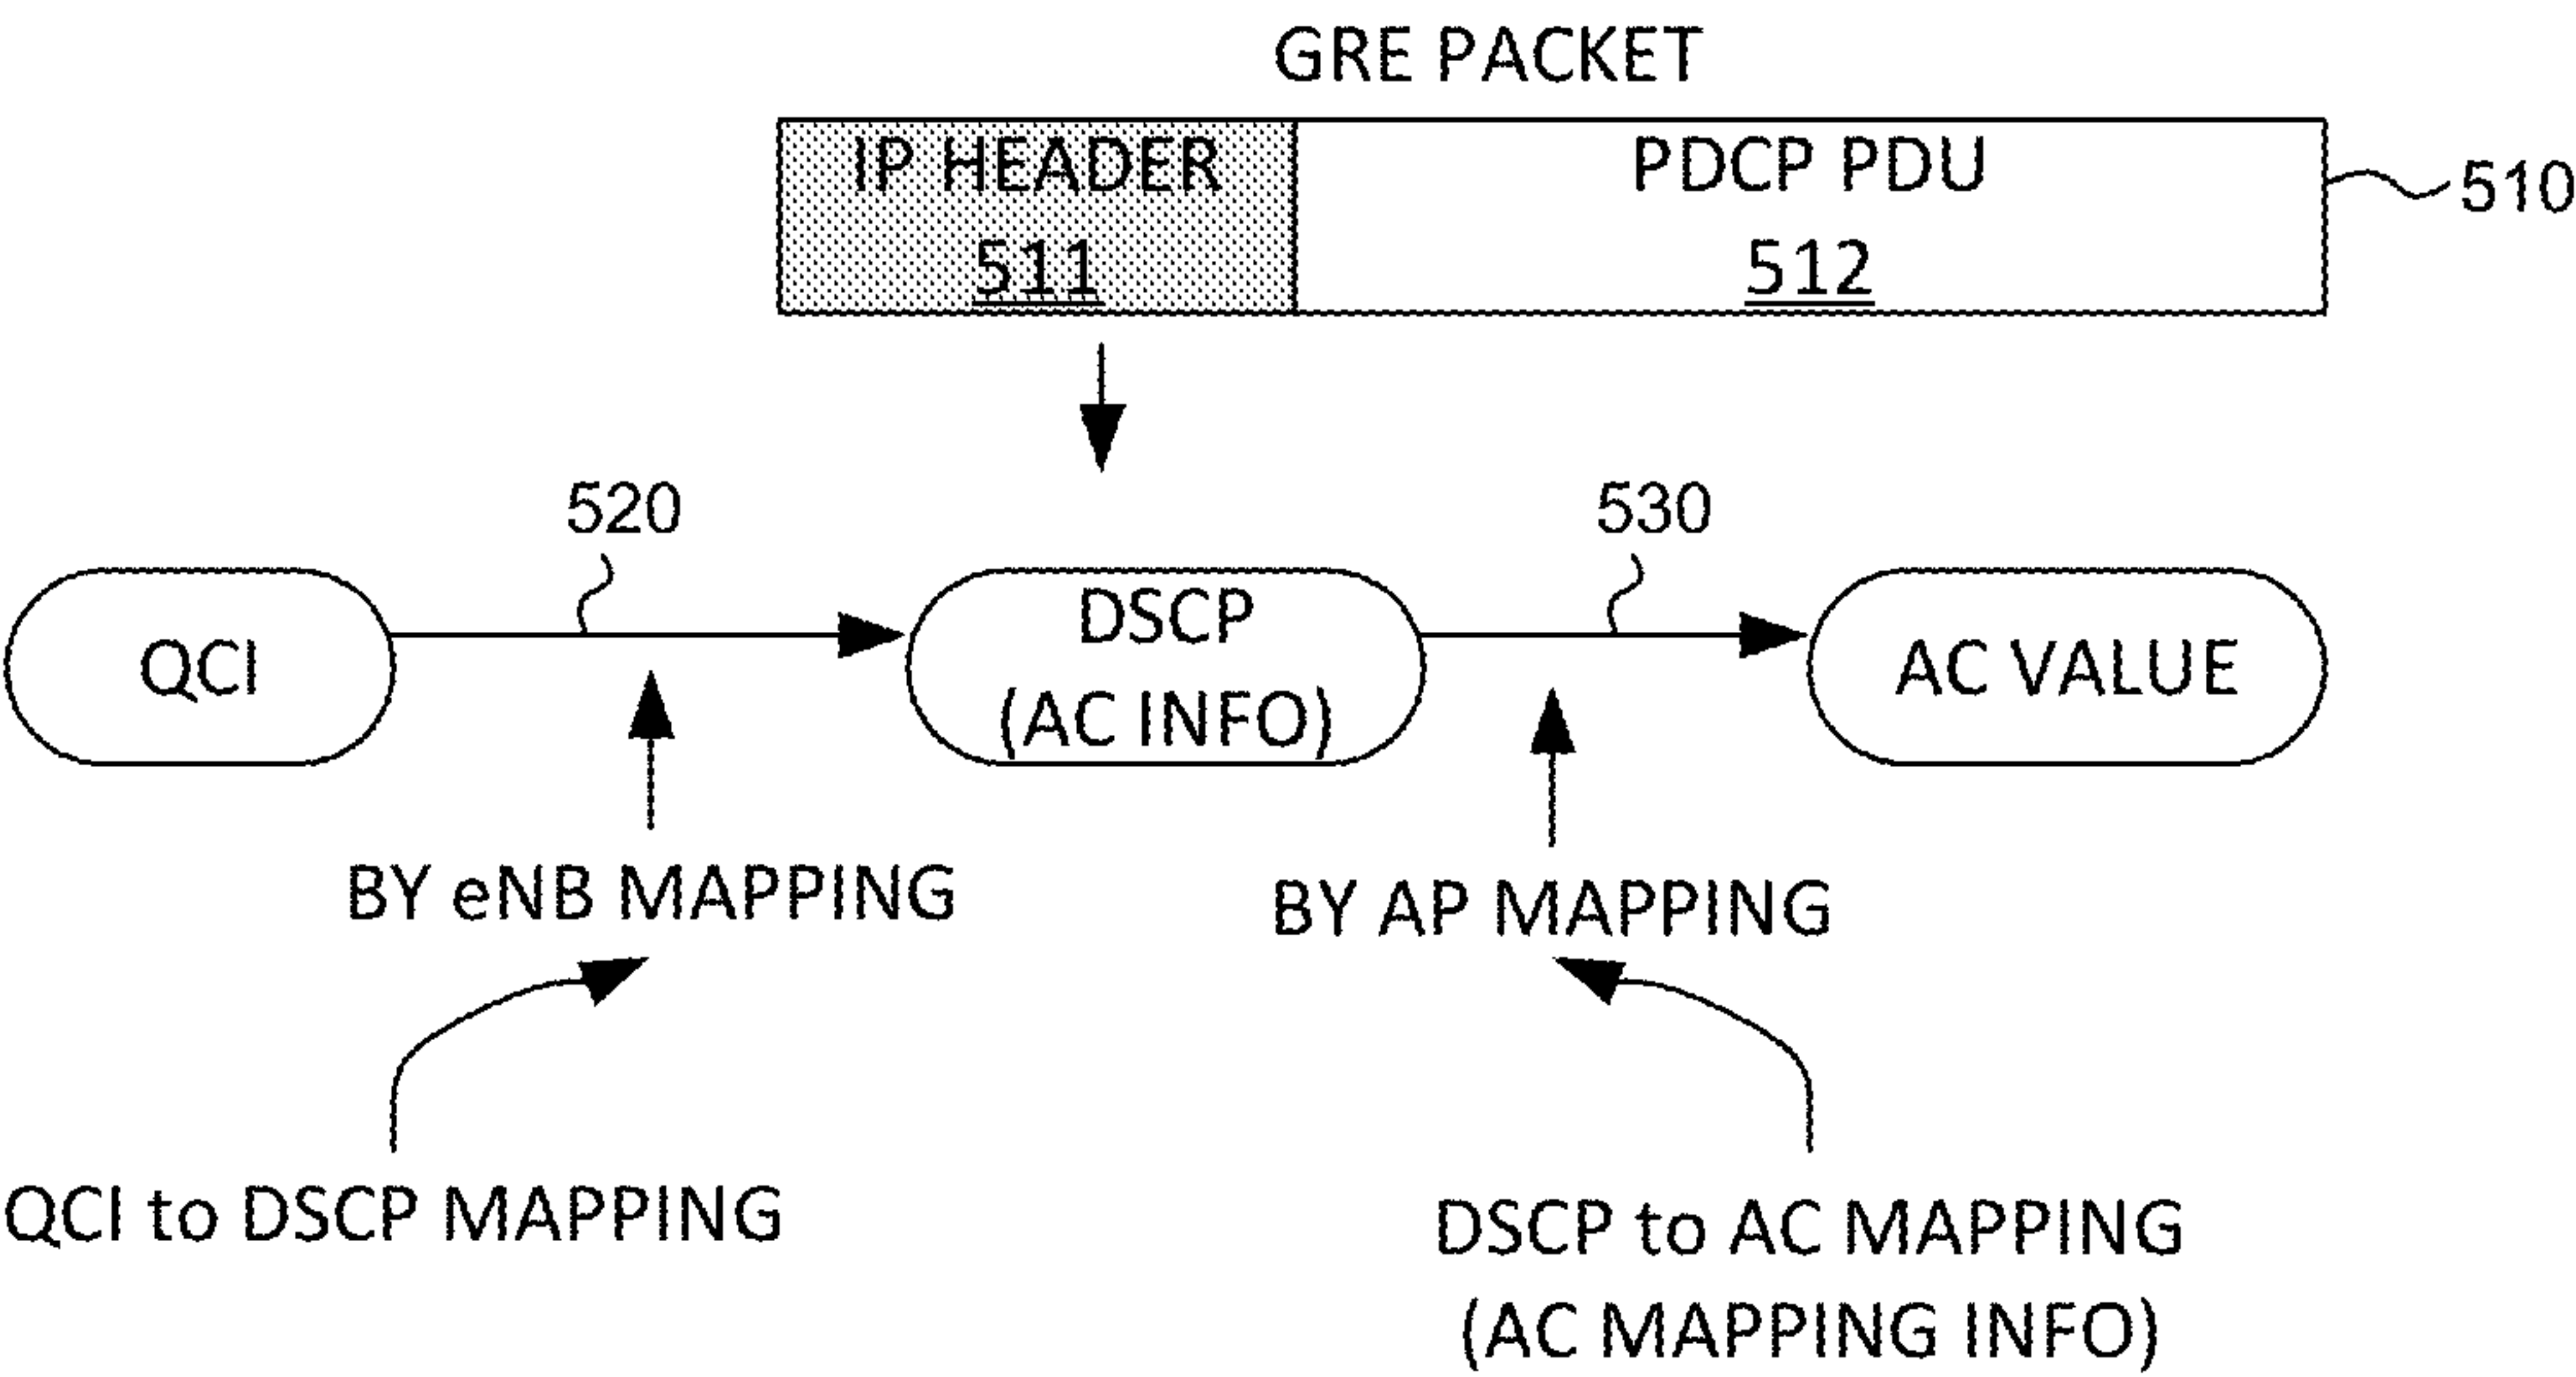 GRE PACKET
IP HEADER
511
PDCP PDU
512
510
520
530
QCI
DSCP
(AC INFO)
AC VALUE
BY eNB MAPPING
BY AP MAPPING
QCI to DSCP MAPPING
DSCP to AC MAPPING
(AC MAPPING INFO)